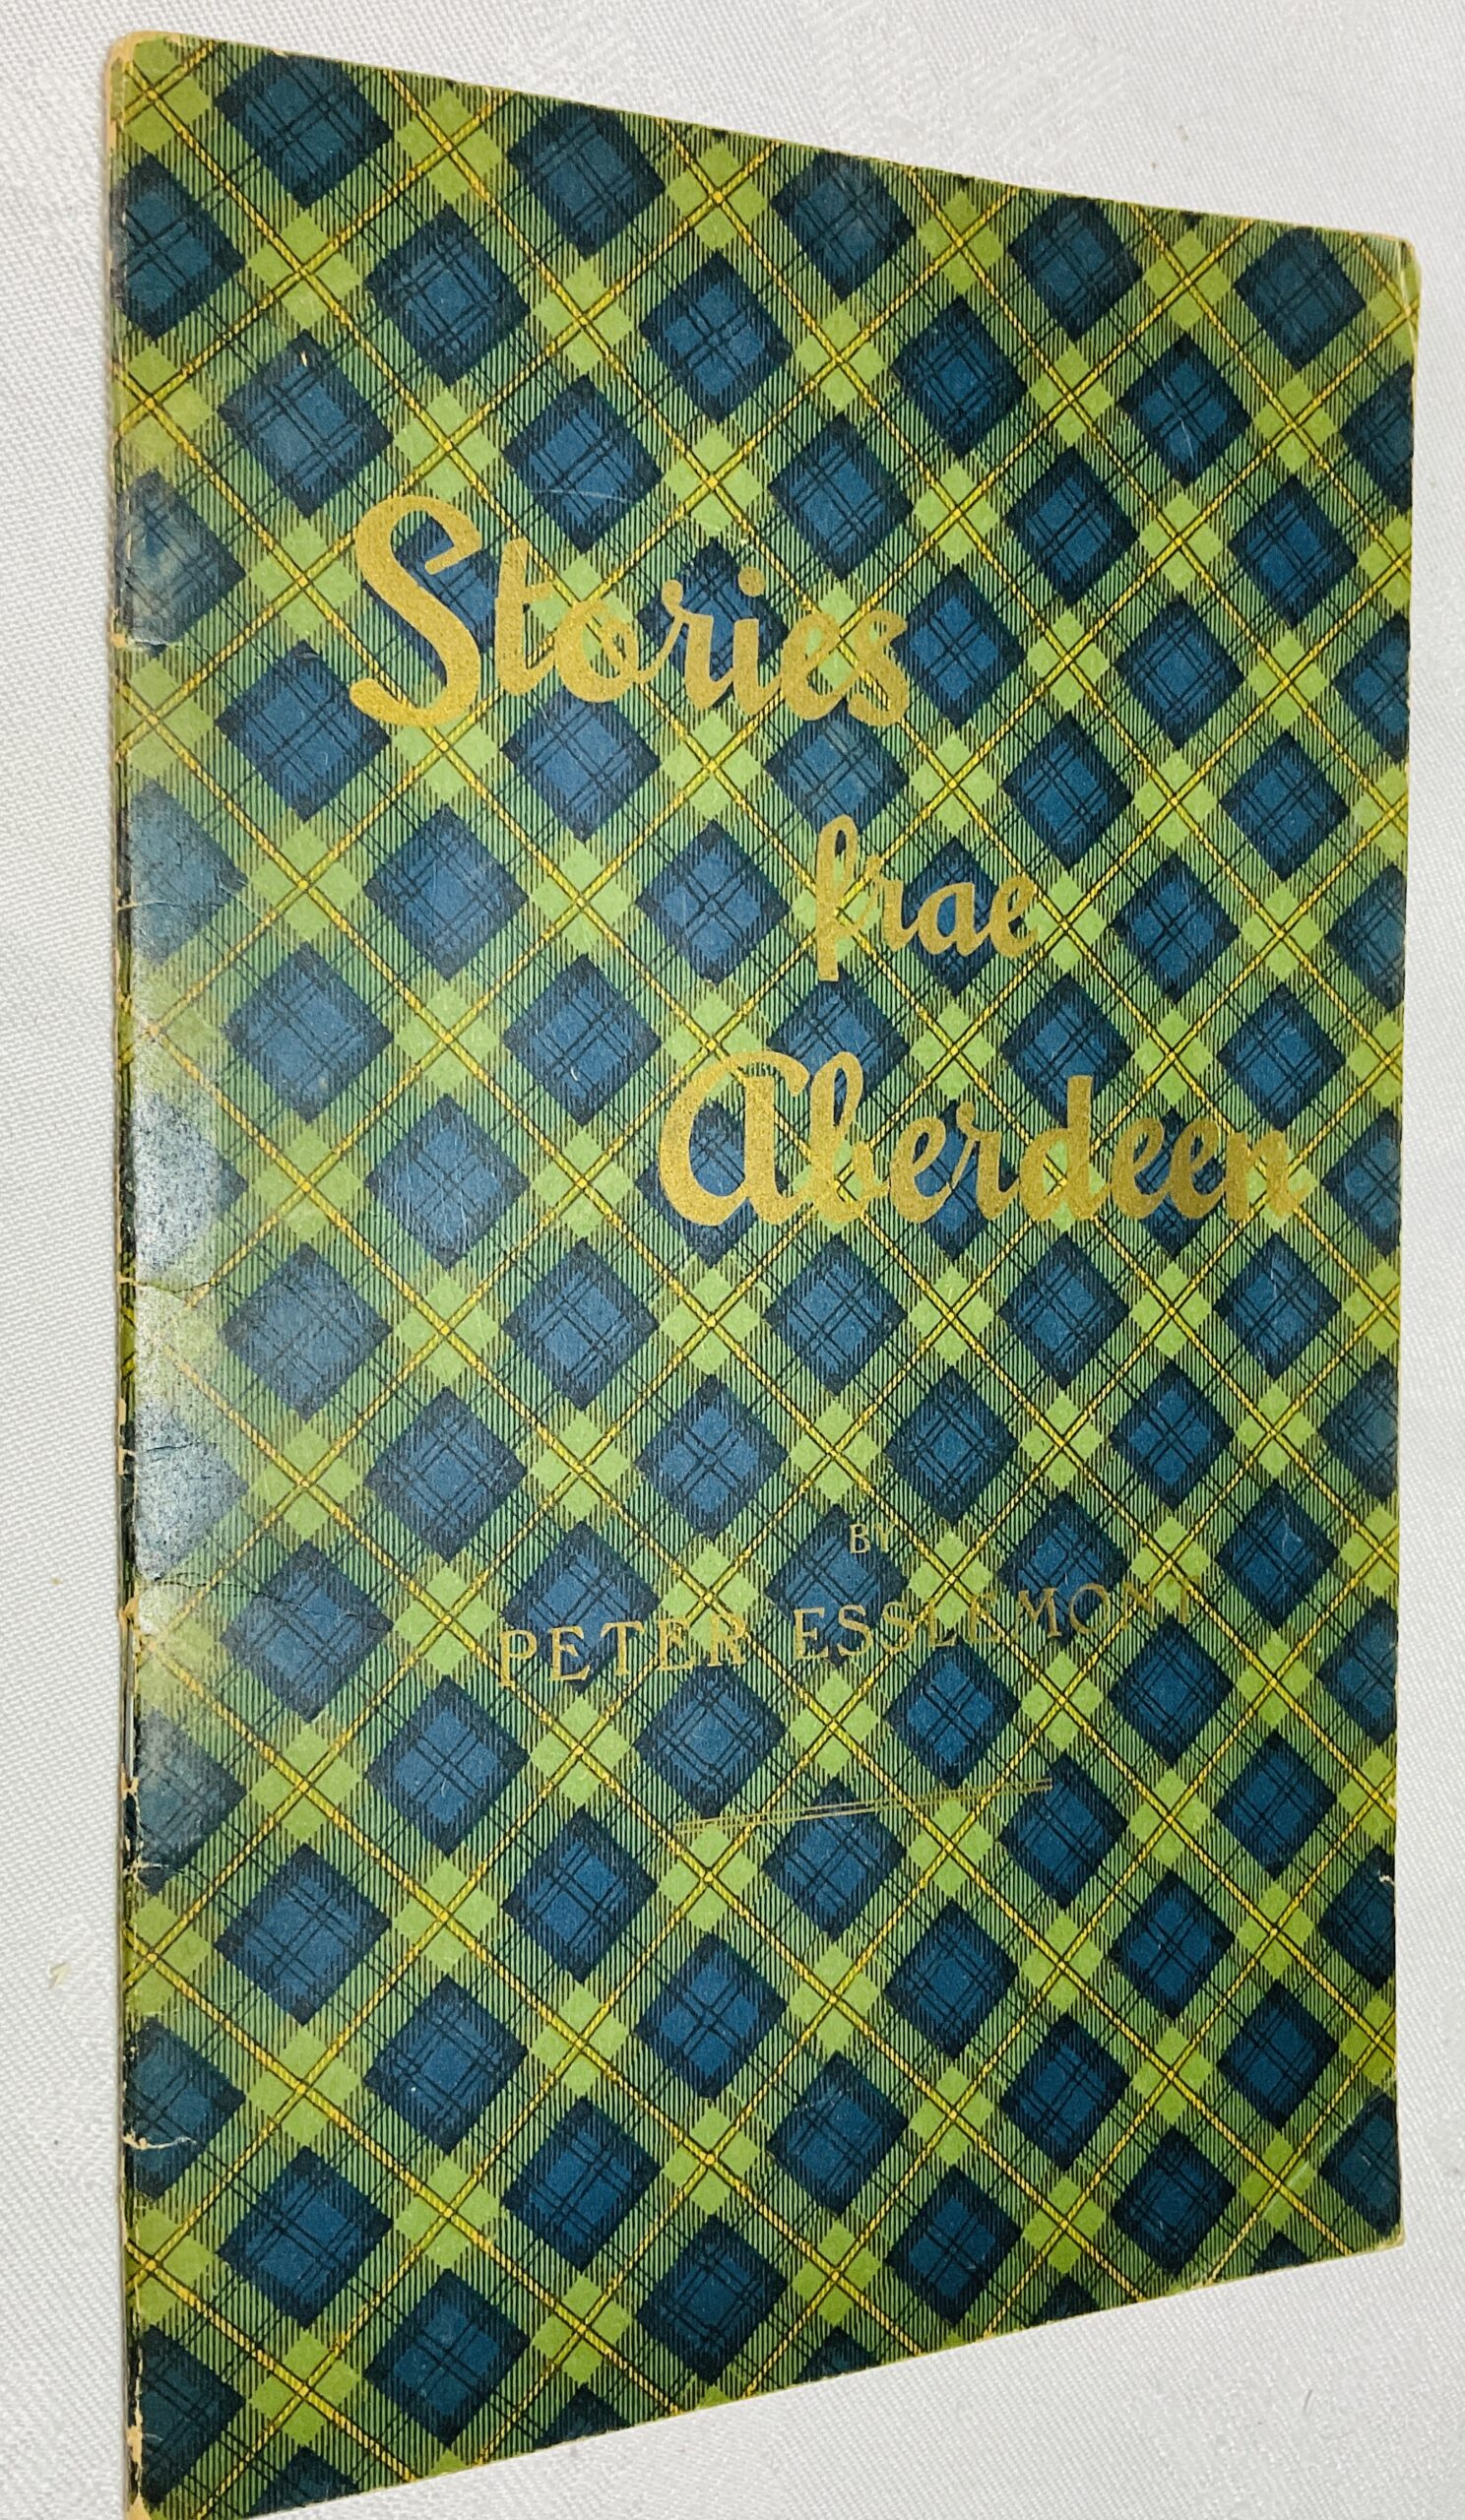 Stories
frae
Aberdeen
BY
PETER ESSLEMONT